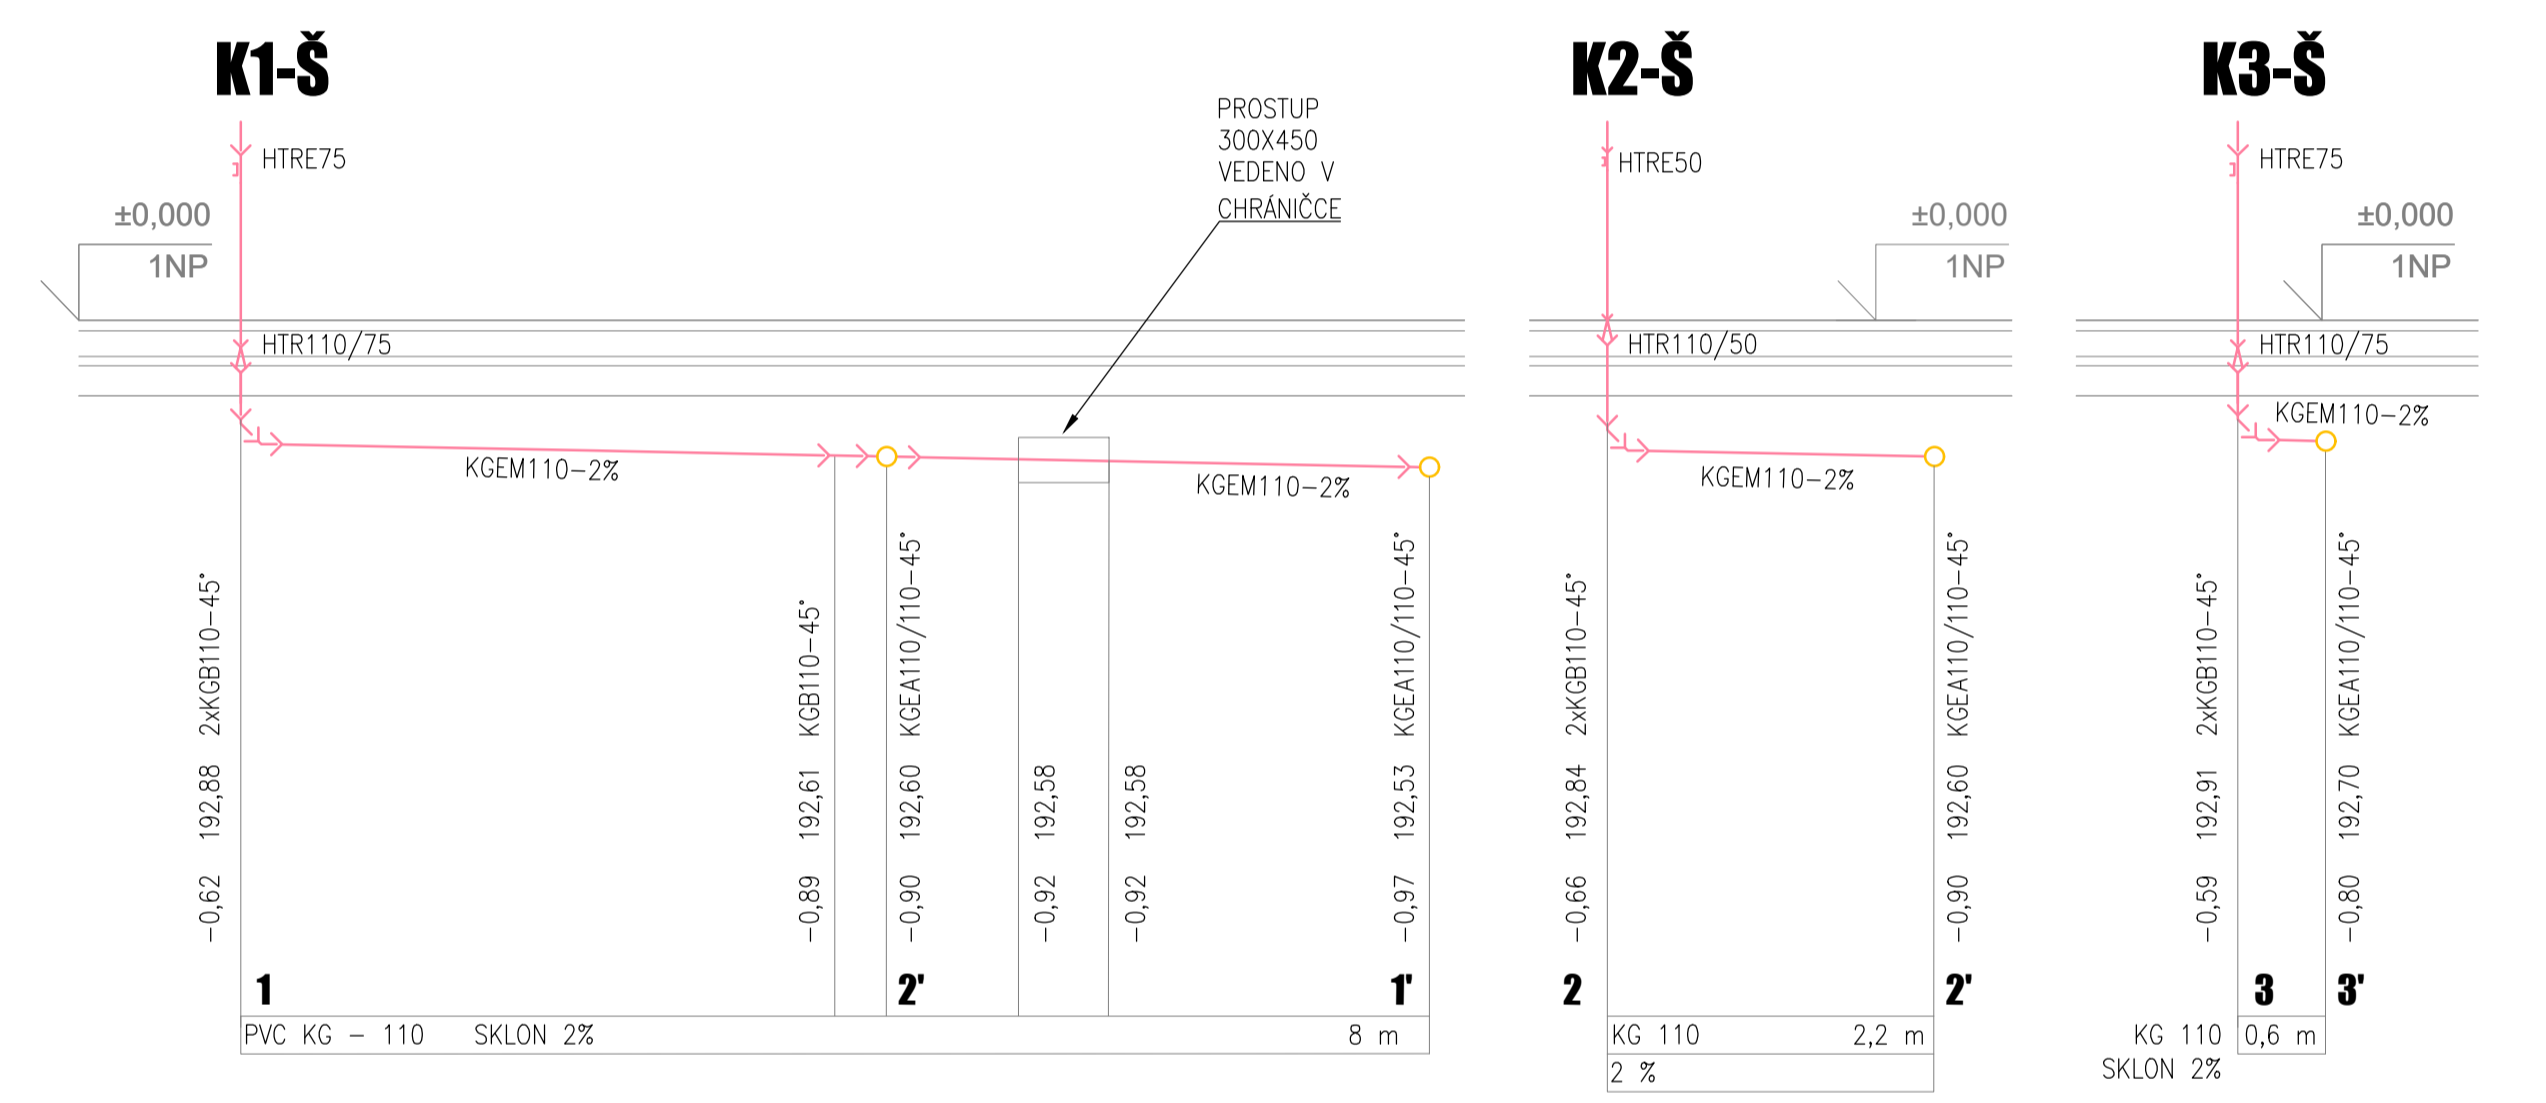 K1-Š
HTRE75
±0,000
1NP
HTR110/75
PROSTUP
300X450
VEDENO V
CHRÁNIČCE
KGEM110-2%
KGEM110-2%
-0,62 192,88 2xKGB110-45°
-0,89 192,61 KGB110-45°
-0,90 192,60 KGEA110/110-45°
-0,92 192,58
-0,92 192,58
-0,97 192,53 KGEA110/110-45°
1 2' 1'
PVC KG - 110 SKLON 2% 8 m
K2-Š
HTRE50
±0,000
1NP
HTR110/50
KGEM110-2%
-0,66 192,84 2xKGB110-45°
-0,90 192,60 KGEA110/110-45°
2 2'
KG 110 2,2 m
2 %
K3-Š
HTRE75
±0,000
1NP
HTR110/75
KGEM110-2%
-0,59 192,91 2xKGB110-45°
-0,80 192,70 KGEA110/110-45°
3 3'
KG 110 0,6 m
SKLON 2%